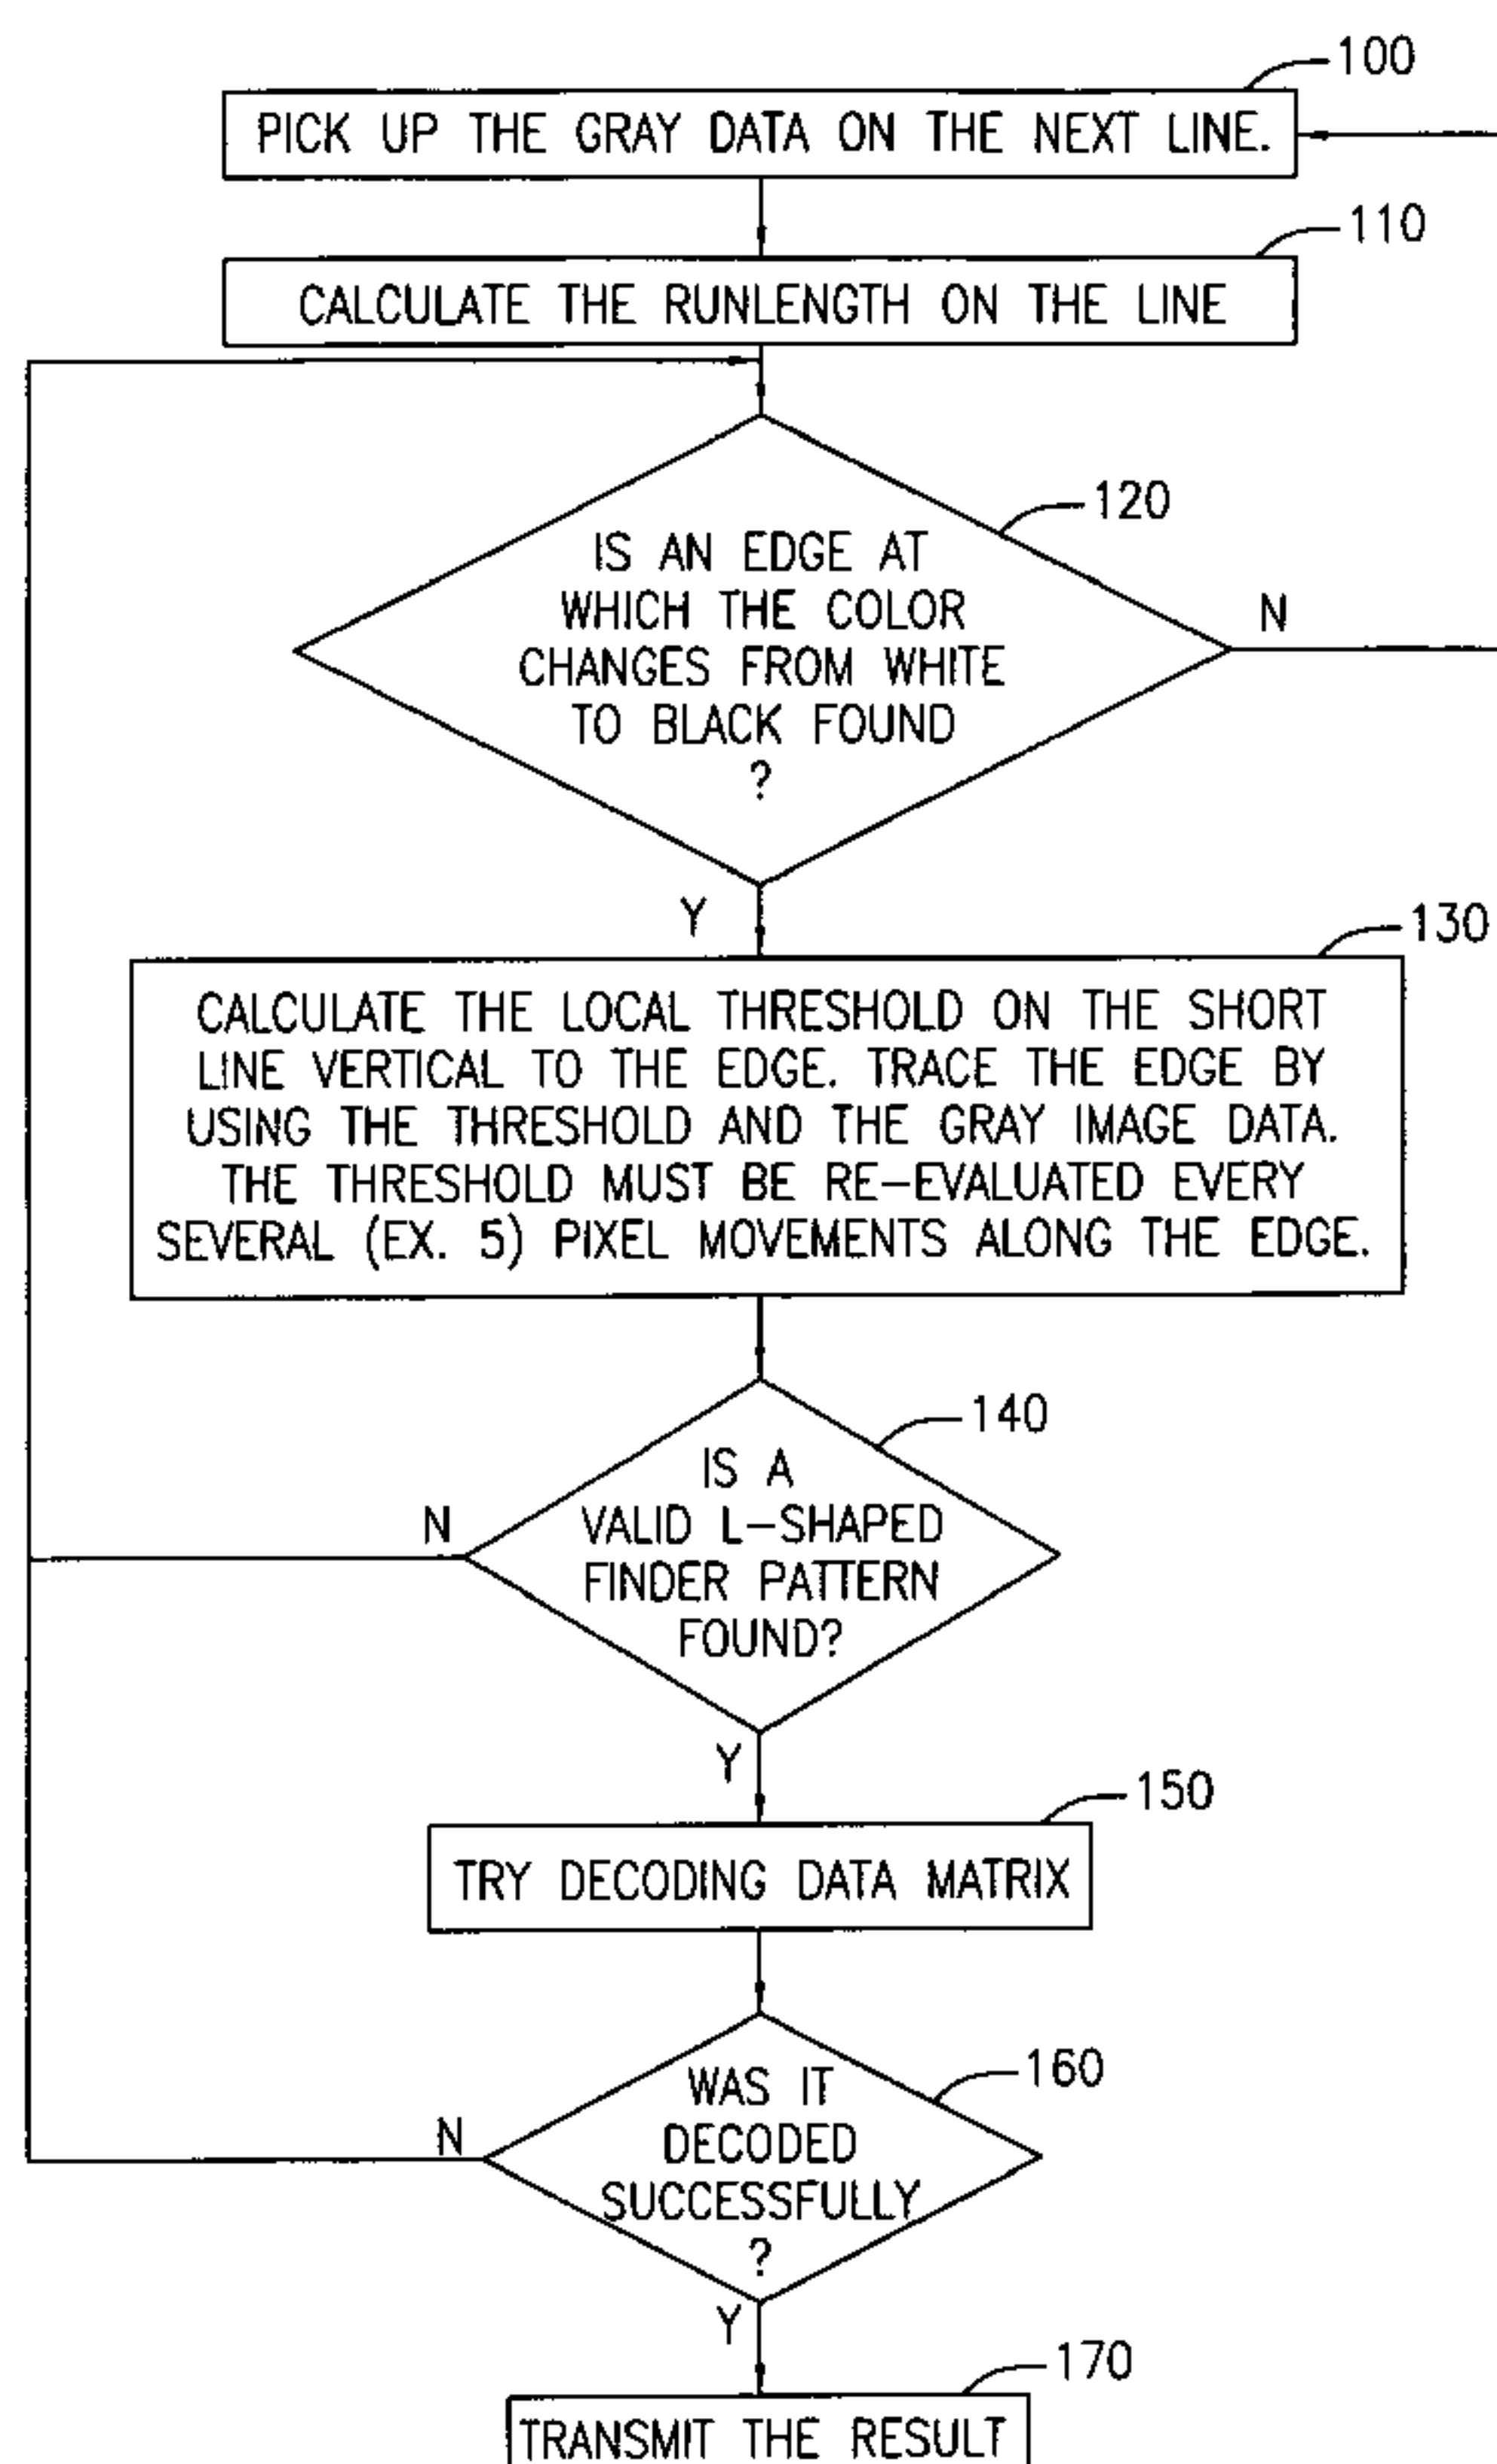 100
PICK UP THE GRAY DATA ON THE NEXT LINE.
110
CALCULATE THE RUNLENGTH ON THE LINE
120
IS AN EDGE AT
WHICH THE COLOR
CHANGES FROM WHITE
TO BLACK FOUND
?
N
Y
130
CALCULATE THE LOCAL THRESHOLD ON THE SHORT
LINE VERTICAL TO THE EDGE. TRACE THE EDGE BY
USING THE THRESHOLD AND THE GRAY IMAGE DATA.
THE THRESHOLD MUST BE RE-EVALUATED EVERY
SEVERAL (EX. 5) PIXEL MOVEMENTS ALONG THE EDGE.
140
IS A
VALID L-SHAPED
FINDER PATTERN
FOUND?
N
Y
150
TRY DECODING DATA MATRIX
160
WAS IT
DECODED
SUCCESSFULLY
?
N
Y
170
TRANSMIT THE RESULT